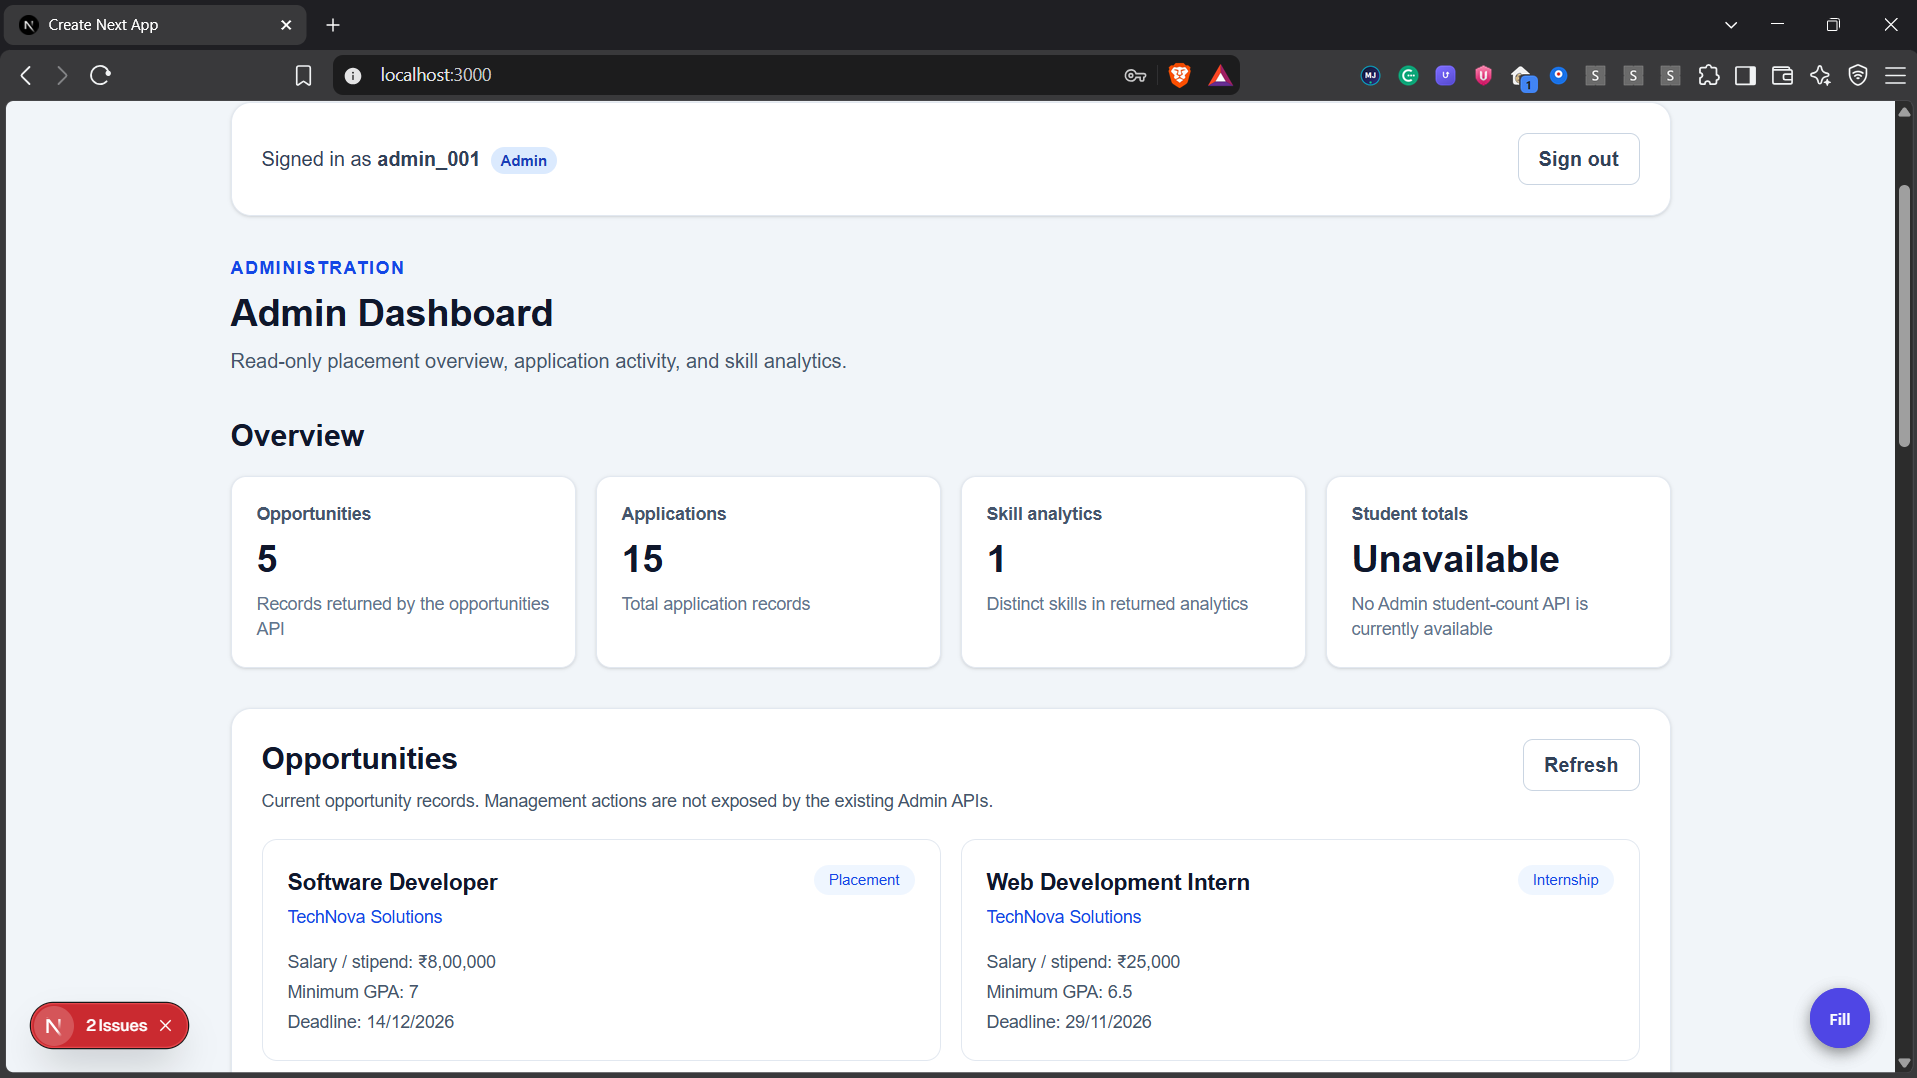 Create Next App
localhost:3000
MJ
U
1
S
S
S
Signed in as admin_001 Admin
Sign out
ADMINISTRATION
Admin Dashboard
Read-only placement overview, application activity, and skill analytics.
Overview
Opportunities
5
Records returned by the opportunities
API
Applications
15
Total application records
Skill analytics
1
Distinct skills in returned analytics
Student totals
Unavailable
No Admin student-count API is
currently available
Opportunities
Refresh
Current opportunity records. Management actions are not exposed by the existing Admin APIs.
Software Developer
Placement
TechNova Solutions
Salary / stipend: ₹8,00,000
Minimum GPA: 7
Deadline: 14/12/2026
Web Development Intern
Internship
TechNova Solutions
Salary / stipend: ₹25,000
Minimum GPA: 6.5
Deadline: 29/11/2026
N 2 Issues
Fill